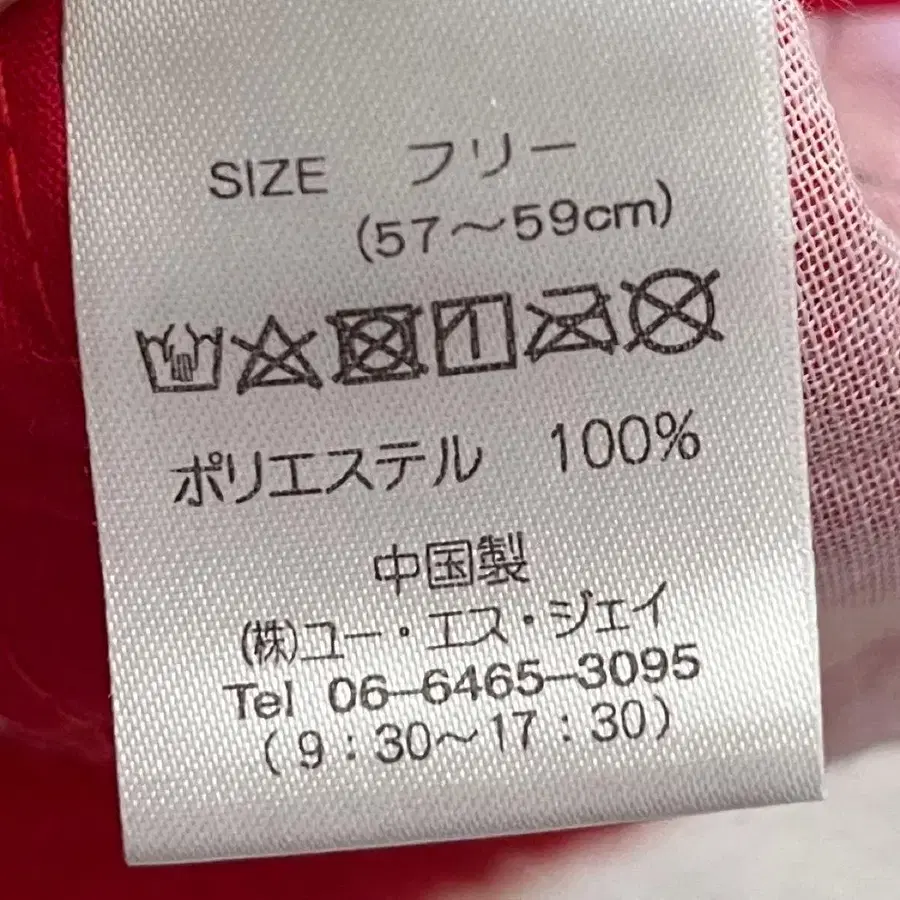 SIZE フリー
(57～59cm)
ポリエステル 100%
中国製
(株)ユー・エス・ジェイ
Tel 06-6465-3095
(9:30～17:30)